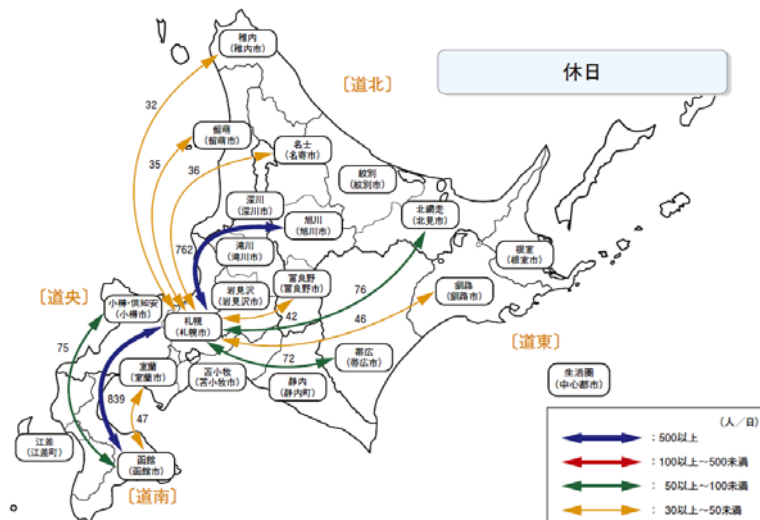 稚内
(稚内市)
休日
〔道北〕
32
留萌
(留萌市)
名士
(名寄市)
35
36
紋別
(紋別市)
深川
(深川市)
旭川
(旭川市)
北網走
(北見市)
762
滝川
(滝川市)
根室
(根室市)
富良野
(富良野市)
76
釧路
(釧路市)
岩見沢
(岩見沢市)
〔道央〕
小樽・倶知安
(小樽市)
42
46
札幌
(札幌市)
〔道東〕
75
72
帯広
(帯広市)
室蘭
(室蘭市)
苫小牧
(苫小牧市)
静内
(静内町)
生活圏
(中心都市)
839
47
江差
(江差町)
函館
(函館市)
〔道南〕
(人/日)
:500以上
:100以上~500未満
: 50以上~100未満
: 30以上~50未満